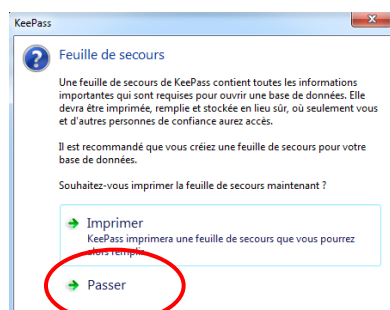 KeePass
Feuille de secours
Une feuille de secours de KeePass contient toutes les informations
importantes qui sont requises pour ouvrir une base de données. Elle
devra être imprimée, remplie et stockée en lieu sûr, où seulement vous
et d'autres personnes de confiance aurez accès.
Il est recommandé que vous créiez une feuille de secours pour votre
base de données.
Souhaitez-vous imprimer la feuille de secours maintenant ?
Imprimer
KeePass imprimera une feuille de secours que vous pourrez
alors remplir.
Passer